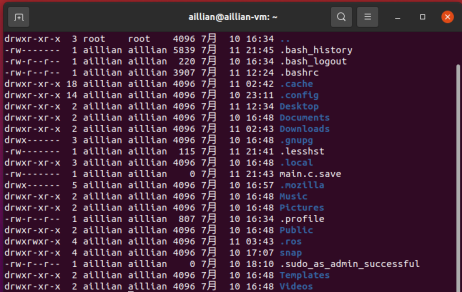 aillian@aillian-vm: ~
drwxr-xr-x 3 root root 4096 7月 10 16:34 ..
-rw------- 1 aillian aillian 5839 7月 11 21:45 .bash_history
-rw-r--r-- 1 aillian aillian 220 7月 10 16:34 .bash_logout
-rw-r--r-- 1 aillian aillian 3907 7月 11 12:24 .bashrc
drwxr-xr-x 18 aillian aillian 4096 7月 11 02:42 .cache
drwxr-xr-x 14 aillian aillian 4096 7月 10 23:11 .config
drwxr-xr-x 2 aillian aillian 4096 7月 11 12:34 Desktop
drwxr-xr-x 2 aillian aillian 4096 7月 10 16:48 Documents
drwxr-xr-x 2 aillian aillian 4096 7月 11 02:43 Downloads
drwx------ 3 aillian aillian 4096 7月 10 16:48 .gnupg
-rw------- 1 aillian aillian 115 7月 11 21:41 .lesshst
drwxr-xr-x 3 aillian aillian 4096 7月 10 16:48 .local
-rw------- 1 aillian aillian 0 7月 11 21:43 main.c.save
drwx------ 5 aillian aillian 4096 7月 10 16:57 .mozilla
drwxr-xr-x 2 aillian aillian 4096 7月 10 16:48 Music
drwxr-xr-x 2 aillian aillian 4096 7月 10 16:48 Pictures
-rw-r--r-- 1 aillian aillian 807 7月 10 16:34 .profile
drwxr-xr-x 2 aillian aillian 4096 7月 10 16:48 Public
drwxrwxr-x 4 aillian aillian 4096 7月 11 03:43 .ros
drwxr-xr-x 4 aillian aillian 4096 7月 10 17:07 snap
-rw-r--r-- 1 aillian aillian 0 7月 10 18:10 .sudo_as_admin_successful
drwxr-xr-x 2 aillian aillian 4096 7月 10 16:48 Templates
drwxr-xr-x 2 aillian aillian 4096 7月 10 16:48 Videos